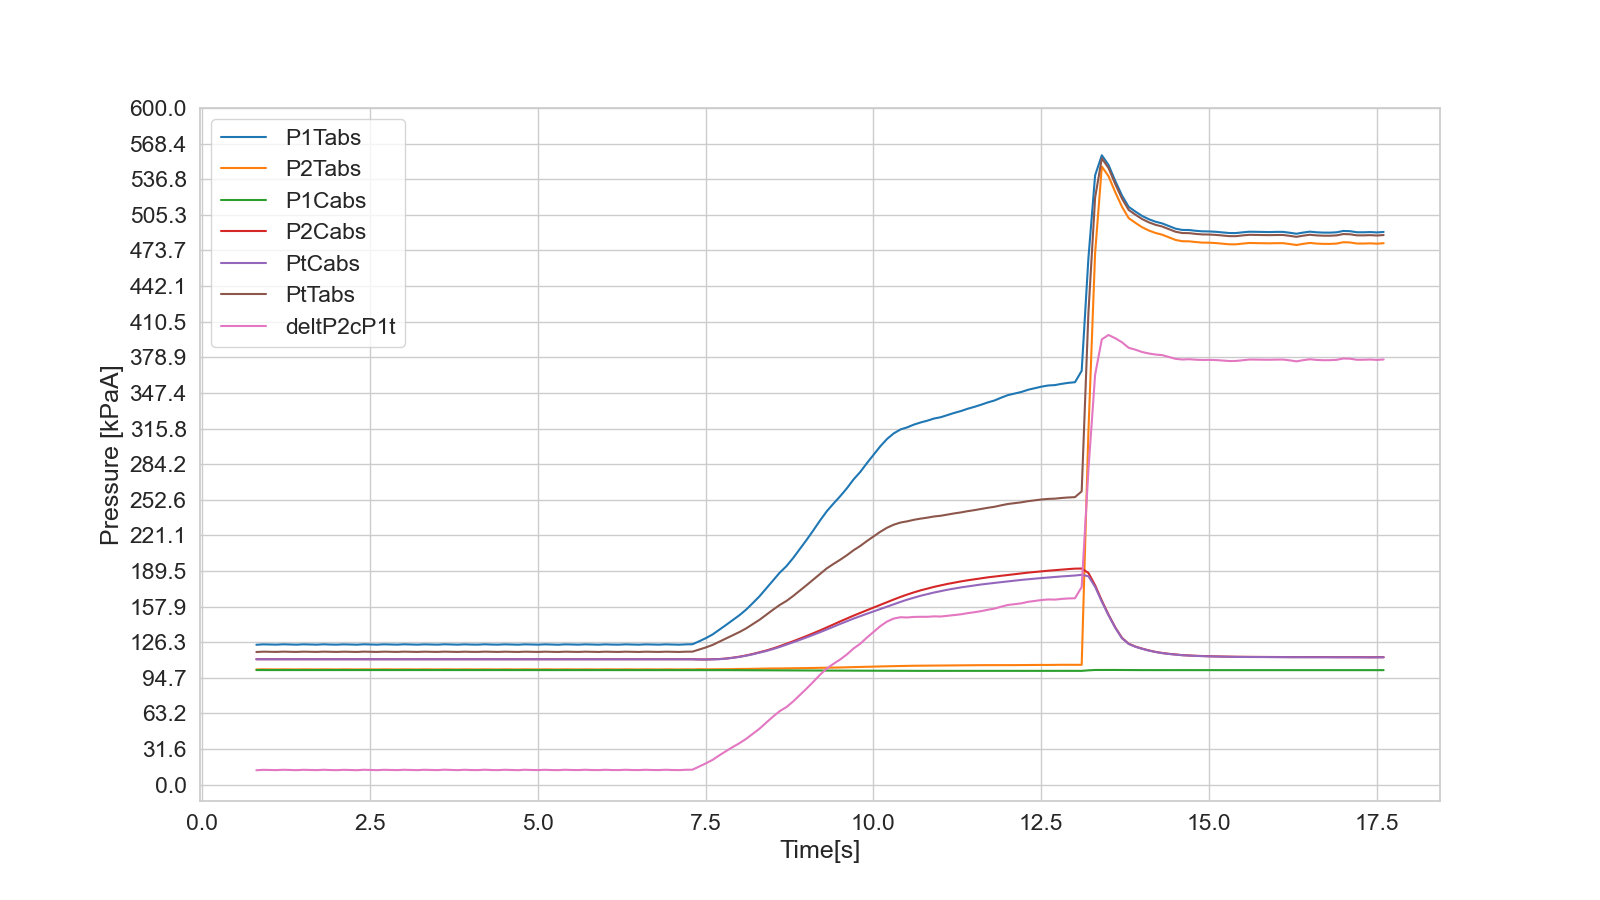 600.0
568.4
536.8
505.3
473.7
442.1
410.5
378.9
347.4
315.8
284.2
252.6
221.1
189.5
157.9
126.3
94.7
63.2
31.6
0.0
Pressure [kPaA]
P1Tabs
P2Tabs
P1Cabs
P2Cabs
PtCabs
PtTabs
deltP2cP1t
0.0 2.5 5.0 7.5 10.0 12.5 15.0 17.5
Time[s]